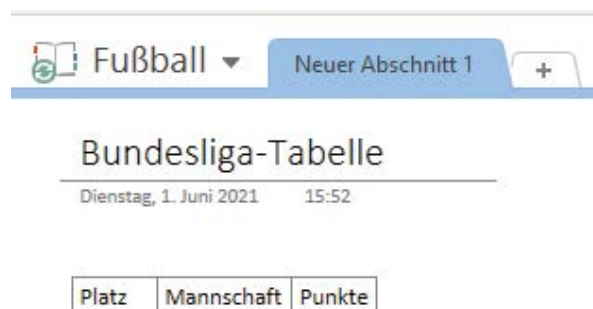 Fußball Neuer Abschnitt 1 +
Bundesliga-Tabelle
Dienstag, 1. Juni 2021 15:52
Platz Mannschaft Punkte